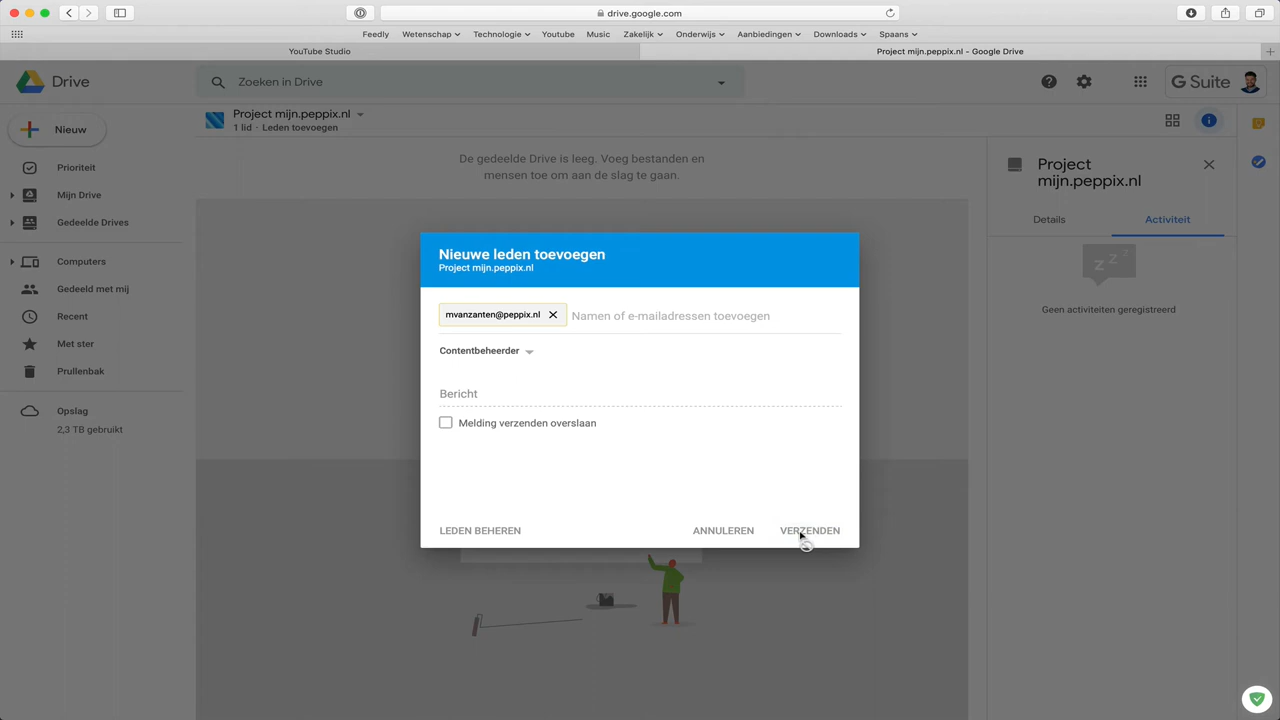 drive.google.com
Feedly
Wetenschap
Technologie
Youtube
Music
Zakelijk
Onderwijs
Aanbiedingen
Downloads
Spaans
YouTube Studio
Project mijn.peppix.nl - Google Drive
Drive
Zoeken in Drive
G Suite
Nieuw
Project mijn.peppix.nl
1 lid · Leden toevoegen
Prioriteit
Mijn Drive
Gedeelde Drives
Computers
Gedeeld met mij
Recent
Met ster
Prullenbak
Opslag
2,3 TB gebruikt
De gedeelde Drive is leeg. Voeg bestanden en
mensen toe om aan de slag te gaan.
Nieuwe leden toevoegen
Project mijn.peppix.nl
mvanzanten@peppix.nl
Namen of e-mailadressen toevoegen
Contentbeheerder
Bericht
Melding verzenden overslaan
LEDEN BEHEREN
ANNULEREN
VERZENDEN
Project
mijn.peppix.nl
Details
Activiteit
z z z
Geen activiteiten geregistreerd